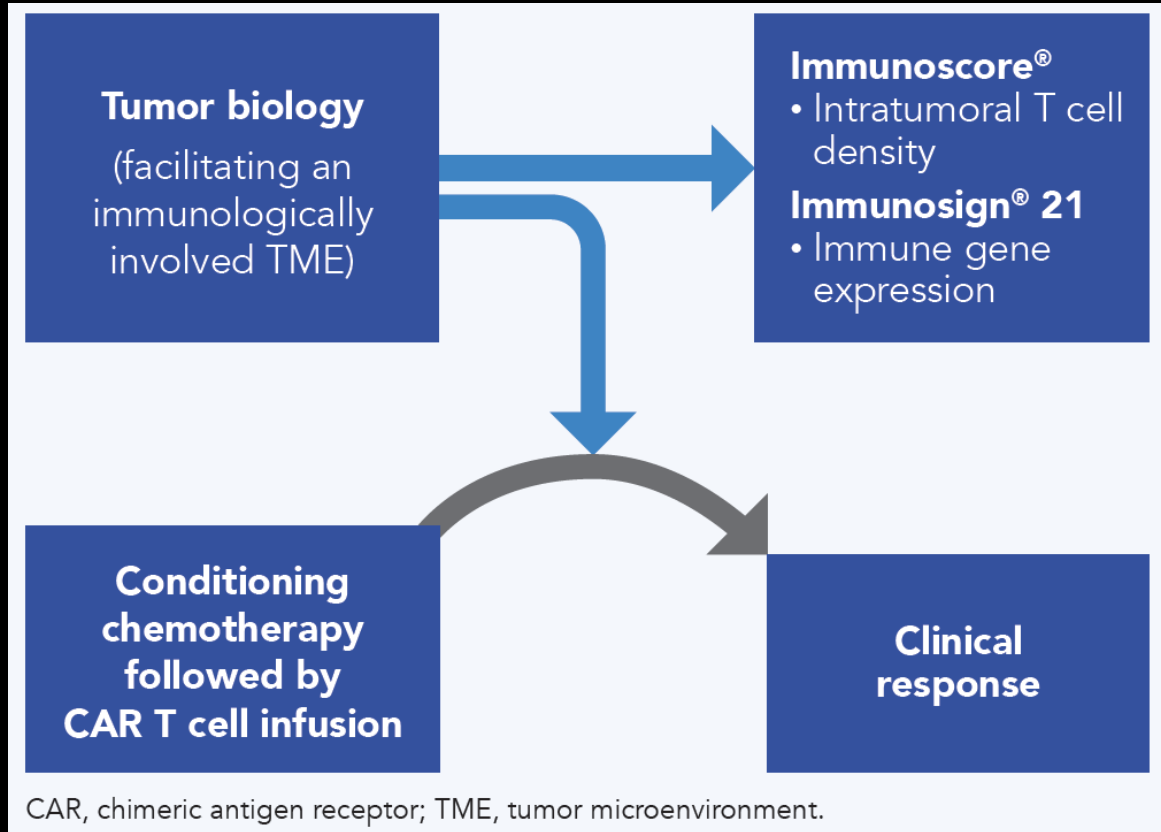 Tumor biology
(facilitating an
immunologically
involved TME)
Immunoscore®
• Intratumoral T cell
density
Immunosign® 21
• Immune gene
expression
Conditioning
chemotherapy
followed by
CAR T cell infusion
Clinical
response
CAR, chimeric antigen receptor; TME, tumor microenvironment.